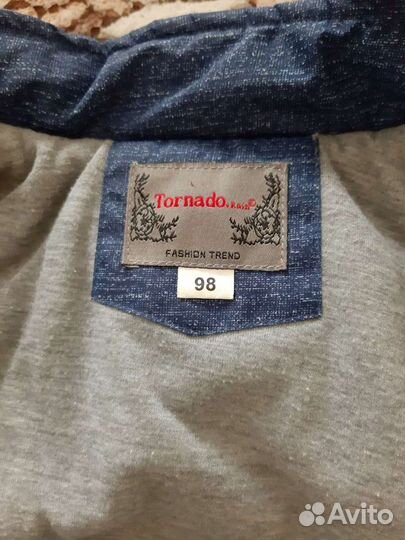 Tornado.
FASHION TREND
98
Avito